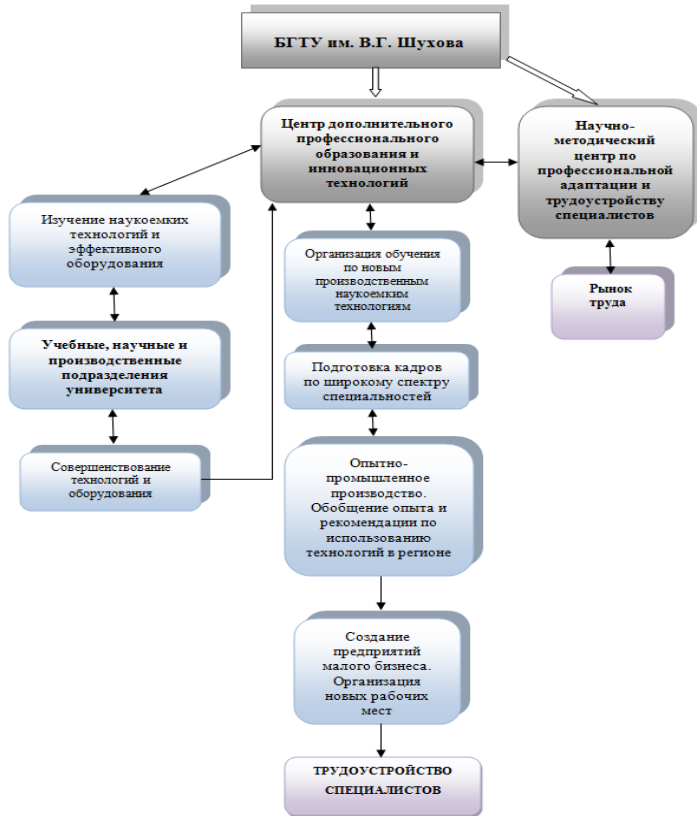 БГТУ им. В.Г. Шухова
Центр дополнительного
профессионального
образования и
инновационных
технологий
Научно-
методический
центр по
профессиональной
адаптации и
трудоустройству
специалистов
Изучение наукоемких
технологий и
эффективного
оборудования
Организация обучения
по новым
производственным
наукоемким
технологиям
Рынок
труда
Учебные, научные и
производственные
подразделения
университета
Подготовка кадров
по широкому спектру
специальностей
Совершенствование
технологий и
оборудования
Опытно-
промышленное
производство.
Обобщение опыта и
рекомендации по
использованию
технологий в регионе
Создание
предприятий
малого бизнеса.
Организация
новых рабочих
мест
ТРУДОУСТРОЙСТВО
СПЕЦИАЛИСТОВ